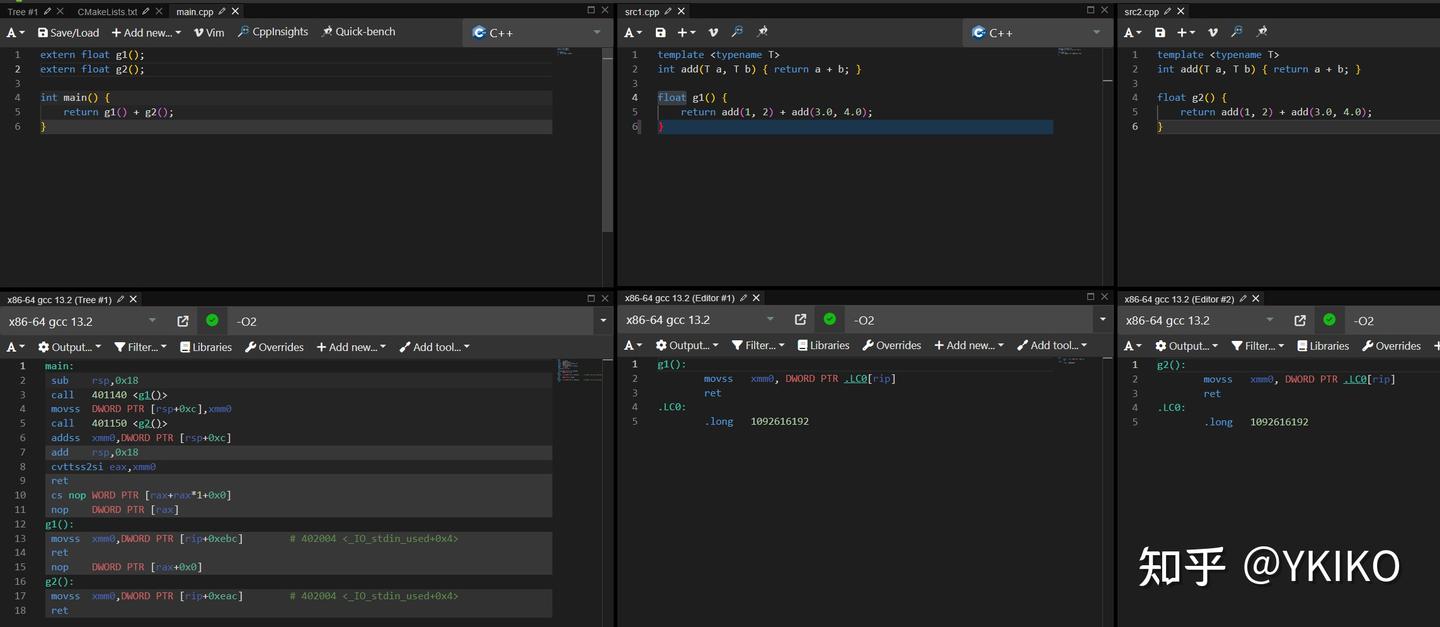 Tree #1 CMakeLists.txt main.cpp
A Save/Load Add new... Vim CppInsights Quick-bench C++
1 extern float g1();
2 extern float g2();
3
4 int main() {
5 return g1() + g2();
6 }
src1.cpp
A C++
1 template <typename T>
2 int add(T a, T b) { return a + b; }
3
4 float g1() {
5 return add(1, 2) + add(3.0, 4.0);
6 }
src2.cpp
A
1 template <typename T>
2 int add(T a, T b) { return a + b; }
3
4 float g2() {
5 return add(1, 2) + add(3.0, 4.0);
6 }
x86-64 gcc 13.2 (Tree #1)
x86-64 gcc 13.2 -O2
A Output... Filter... Libraries Overrides Add new... Add tool...
1 main:
2 sub rsp,0x18
3 call 401140 <g1()>
4 movss DWORD PTR [rsp+0xc],xmm0
5 call 401150 <g2()>
6 addss xmm0,DWORD PTR [rsp+0xc]
7 add rsp,0x18
8 cvttss2si eax,xmm0
9 ret
10 cs nop WORD PTR [rax+rax*1+0x0]
11 nop DWORD PTR [rax]
12 g1():
13 movss xmm0,DWORD PTR [rip+0xebc] # 402004 <_IO_stdin_used+0x4>
14 ret
15 nop DWORD PTR [rax+0x0]
16 g2():
17 movss xmm0,DWORD PTR [rip+0xeac] # 402004 <_IO_stdin_used+0x4>
18 ret
x86-64 gcc 13.2 (Editor #1)
x86-64 gcc 13.2 -O2
A Output... Filter... Libraries Overrides Add new... Add tool...
1 g1():
2 movss xmm0, DWORD PTR .LC0[rip]
3 ret
4 .LC0:
5 .long 1092616192
x86-64 gcc 13.2 (Editor #2)
x86-64 gcc 13.2 -O2
A Output... Filter... Libraries Overrides
1 g2():
2 movss xmm0, DWORD PTR .LC0[rip]
3 ret
4 .LC0:
5 .long 1092616192
知乎 @YKIKO